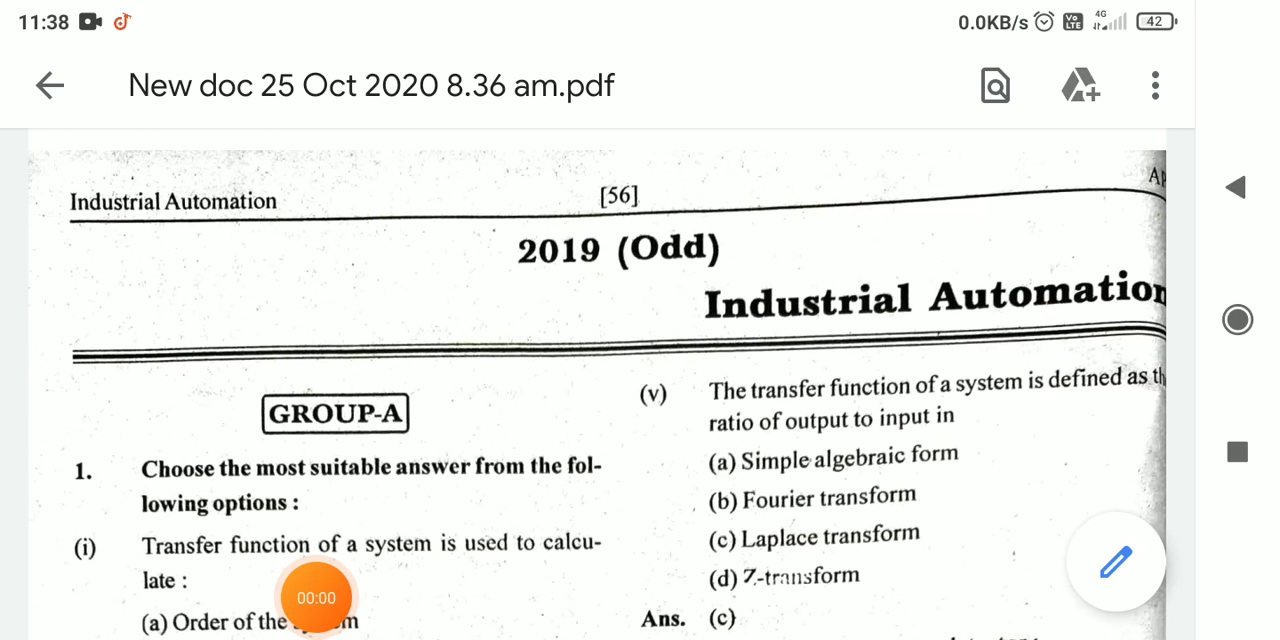 11:38
0.0KB/s
Vo LTE
4G
42
New doc 25 Oct 2020 8.36 am.pdf
Industrial Automation
[56]
2019 (Odd)
Industrial Automation
GROUP-A
1. Choose the most suitable answer from the fol-
lowing options :
(i) Transfer function of a system is used to calcu-
late :
(a) Order of the
00:00
(v) The transfer function of a system is defined as th
ratio of output to input in
(a) Simple algebraic form
(b) Fourier transform
(c) Laplace transform
(d) Z-transform
Ans. (c)